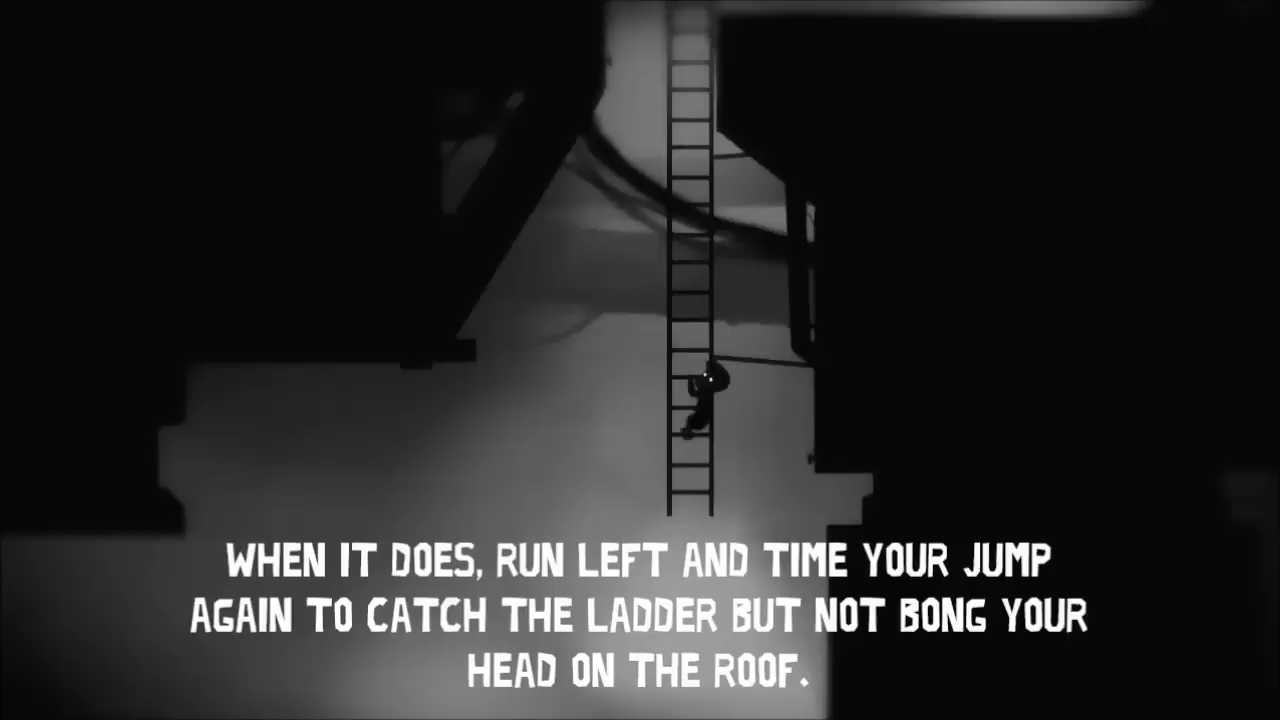 WHEN IT DOES, RUN LEFT AND TIME YOUR JUMP
AGAIN TO CATCH THE LADDER BUT NOT BONG YOUR
HEAD ON THE ROOF.